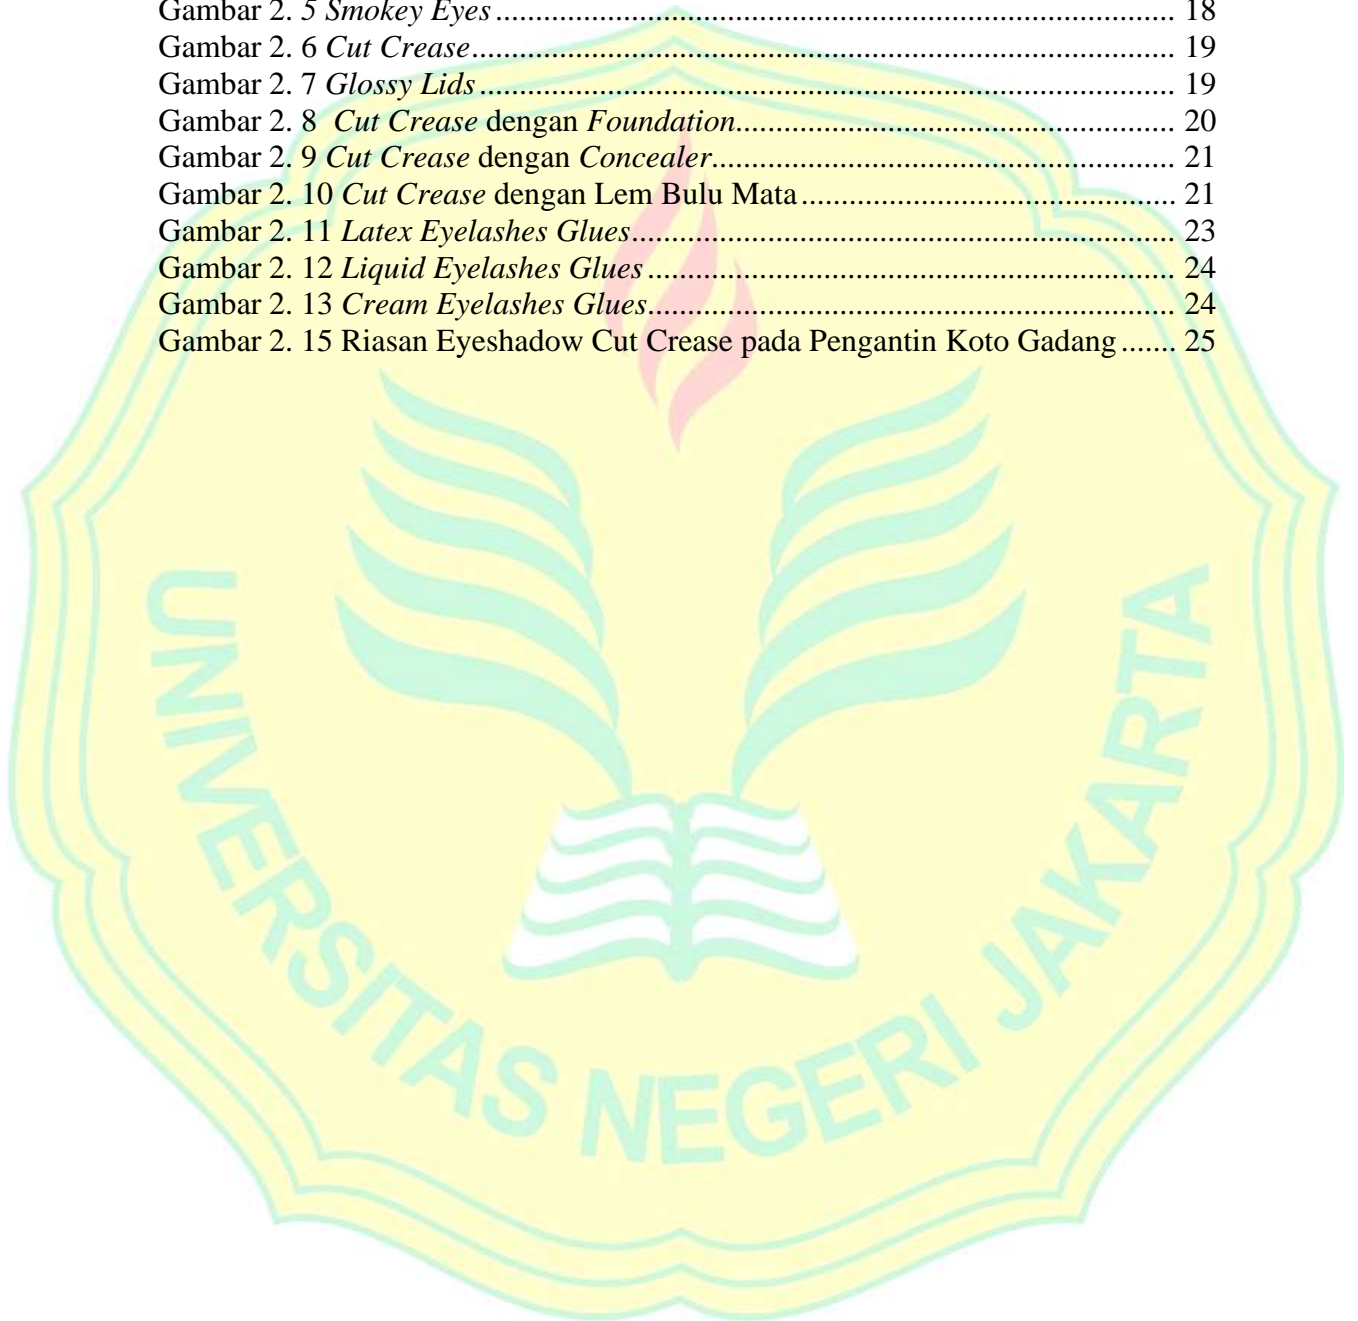 Gambar 2. 5 Smokey Eyes ................................................................................... 18
Gambar 2. 6 Cut Crease...................................................................................... 19
Gambar 2. 7 Glossy Lids ..................................................................................... 19
Gambar 2. 8  Cut Crease dengan Foundation...................................................... 20
Gambar 2. 9 Cut Crease dengan Concealer......................................................... 21
Gambar 2. 10 Cut Crease dengan Lem Bulu Mata .............................................. 21
Gambar 2. 11 Latex Eyelashes Glues................................................................... 23
Gambar 2. 12 Liquid Eyelashes Glues ................................................................. 24
Gambar 2. 13 Cream Eyelashes Glues................................................................. 24
Gambar 2. 15 Riasan Eyeshadow Cut Crease pada Pengantin Koto Gadang ....... 25
UNIVERSITAS NEGERI JAKARTA